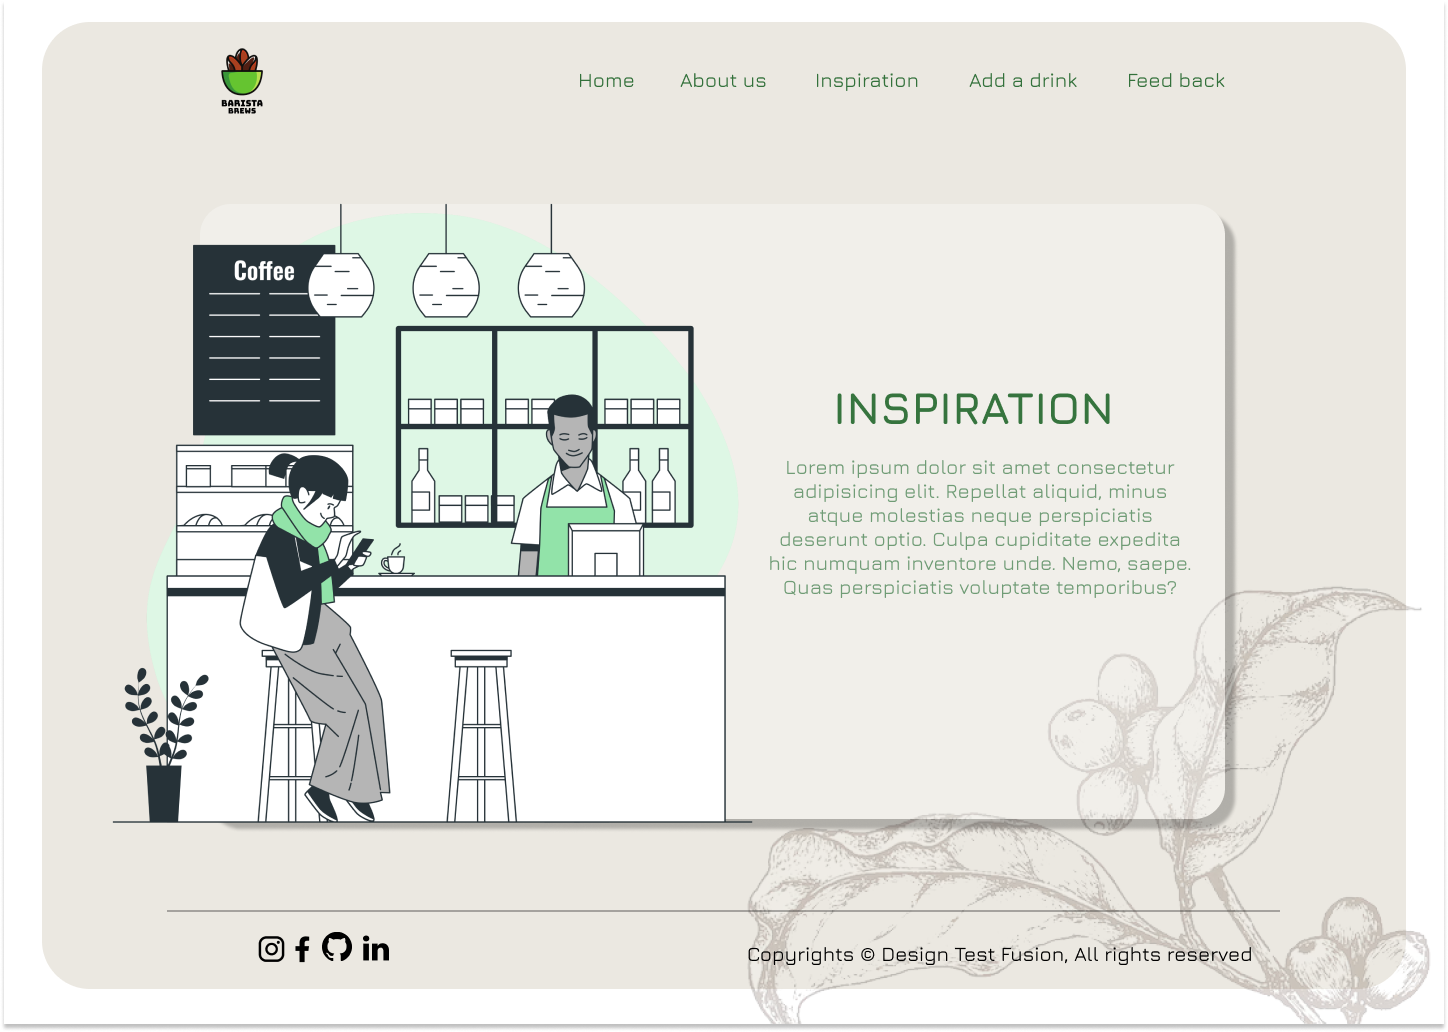 BARISTA
BREWS
Home About us Inspiration Add a drink Feed back
Coffee
INSPIRATION
Lorem ipsum dolor sit amet consectetur
adipisicing elit. Repellat aliquid, minus
atque molestias neque perspiciatis
deserunt optio. Culpa cupiditate expedita
hic numquam inventore unde. Nemo, saepe.
Quas perspiciatis voluptate temporibus?
Copyrights © Design Test Fusion, All rights reserved